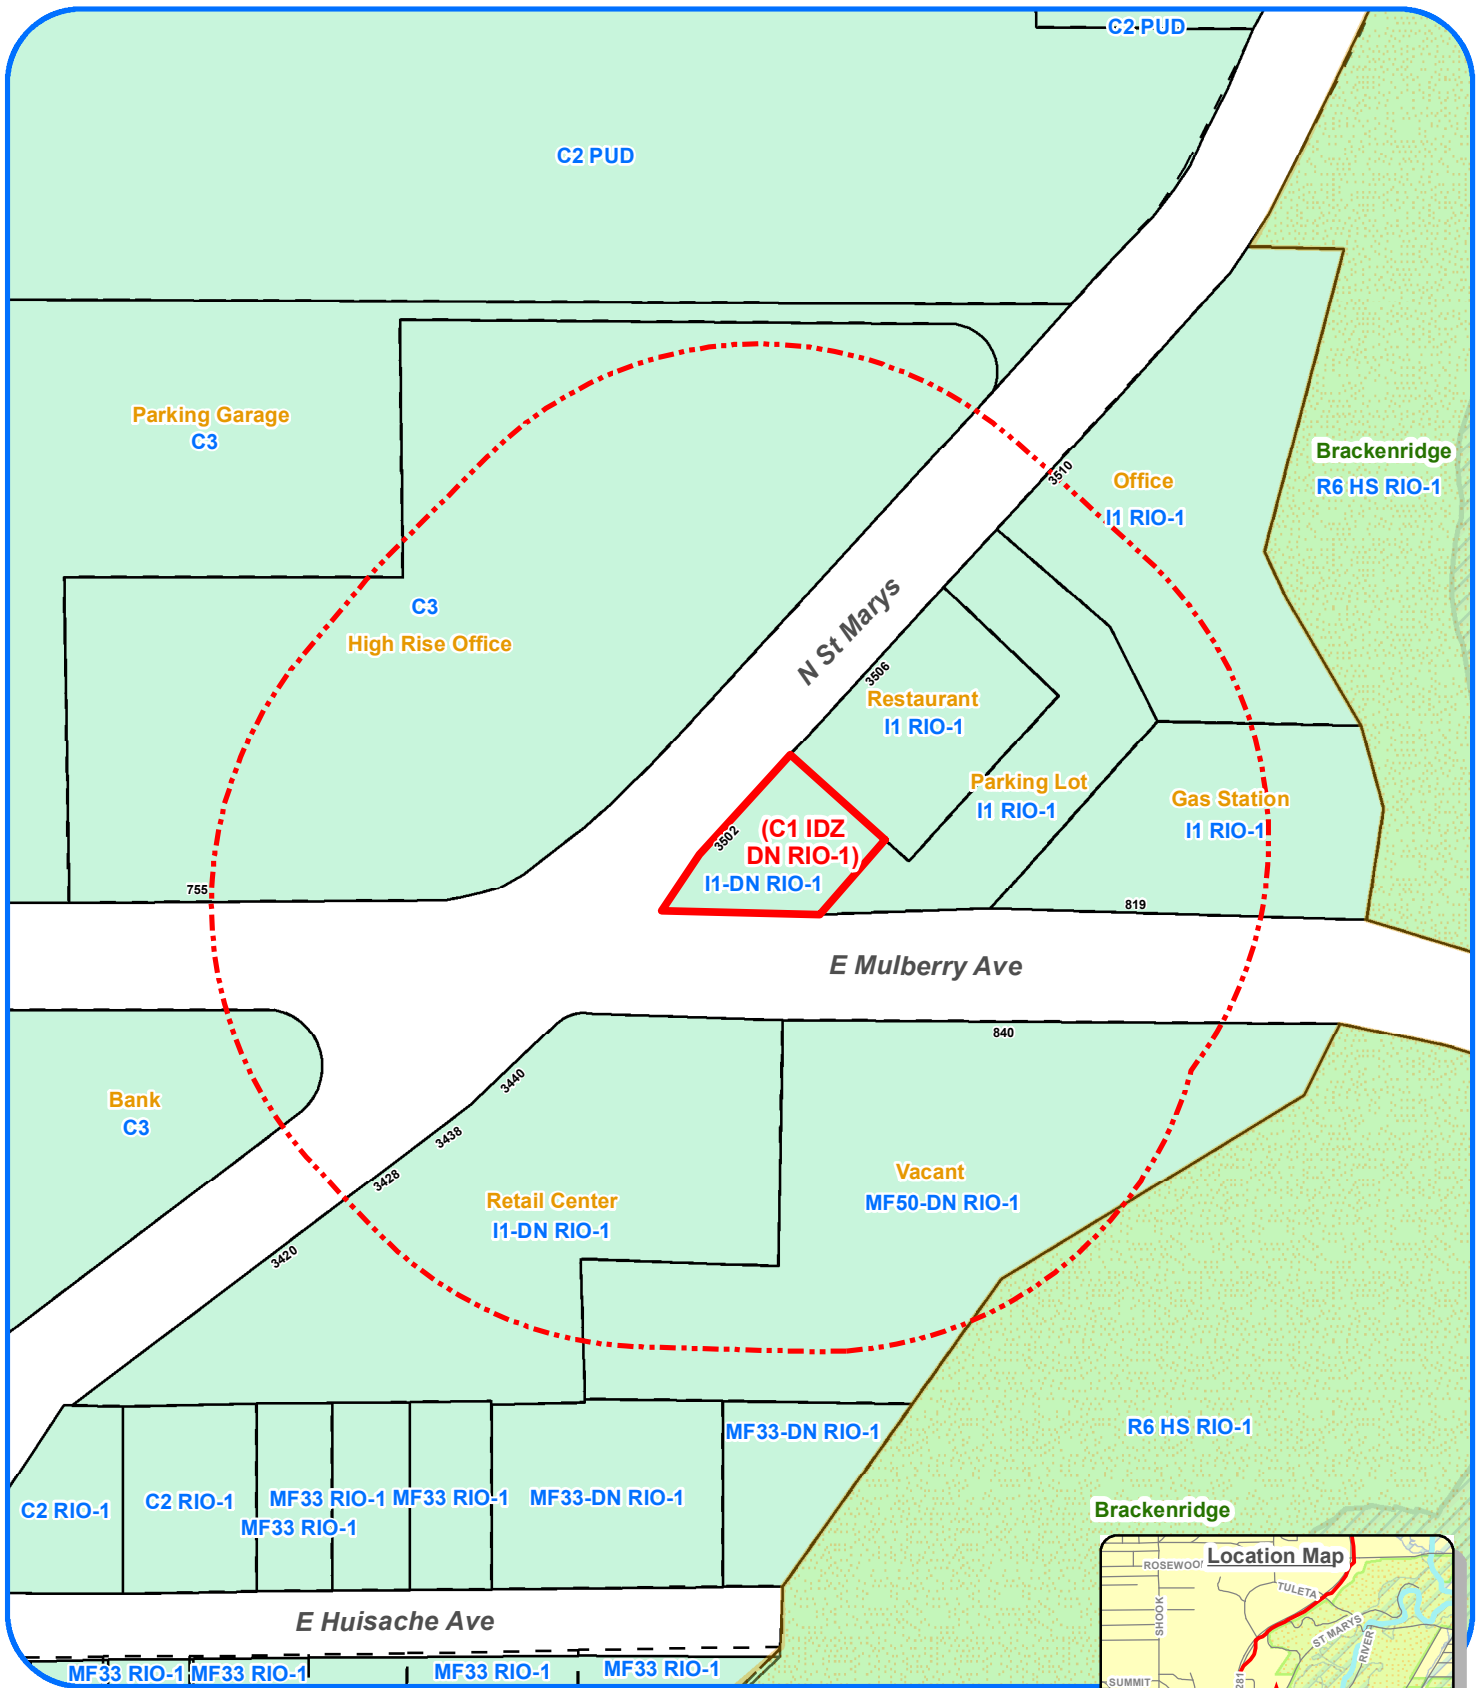 C2 PUD
C2 PUD
Parking Garage
C3
Brackenridge
R6 HS RIO-1
3510
Office
I1 RIO-1
C3
High Rise Office
N St Marys
3506
Restaurant
I1 RIO-1
Parking Lot
I1 RIO-1
Gas Station
I1 RIO-1
3502
(C1 IDZ
DN RIO-1)
I1-DN RIO-1
755
819
E Mulberry Ave
840
Bank
C3
3440
3438
3428
3420
Retail Center
I1-DN RIO-1
Vacant
MF50-DN RIO-1
MF33-DN RIO-1
R6 HS RIO-1
C2 RIO-1
C2 RIO-1
MF33 RIO-1
MF33 RIO-1
MF33 RIO-1
MF33-DN RIO-1
Brackenridge
E Huisache Ave
MF33 RIO-1
MF33 RIO-1
MF33 RIO-1
MF33 RIO-1
Location Map
TULETA
SHOOK
ST MARYS
RIVER
SUMMIT
281